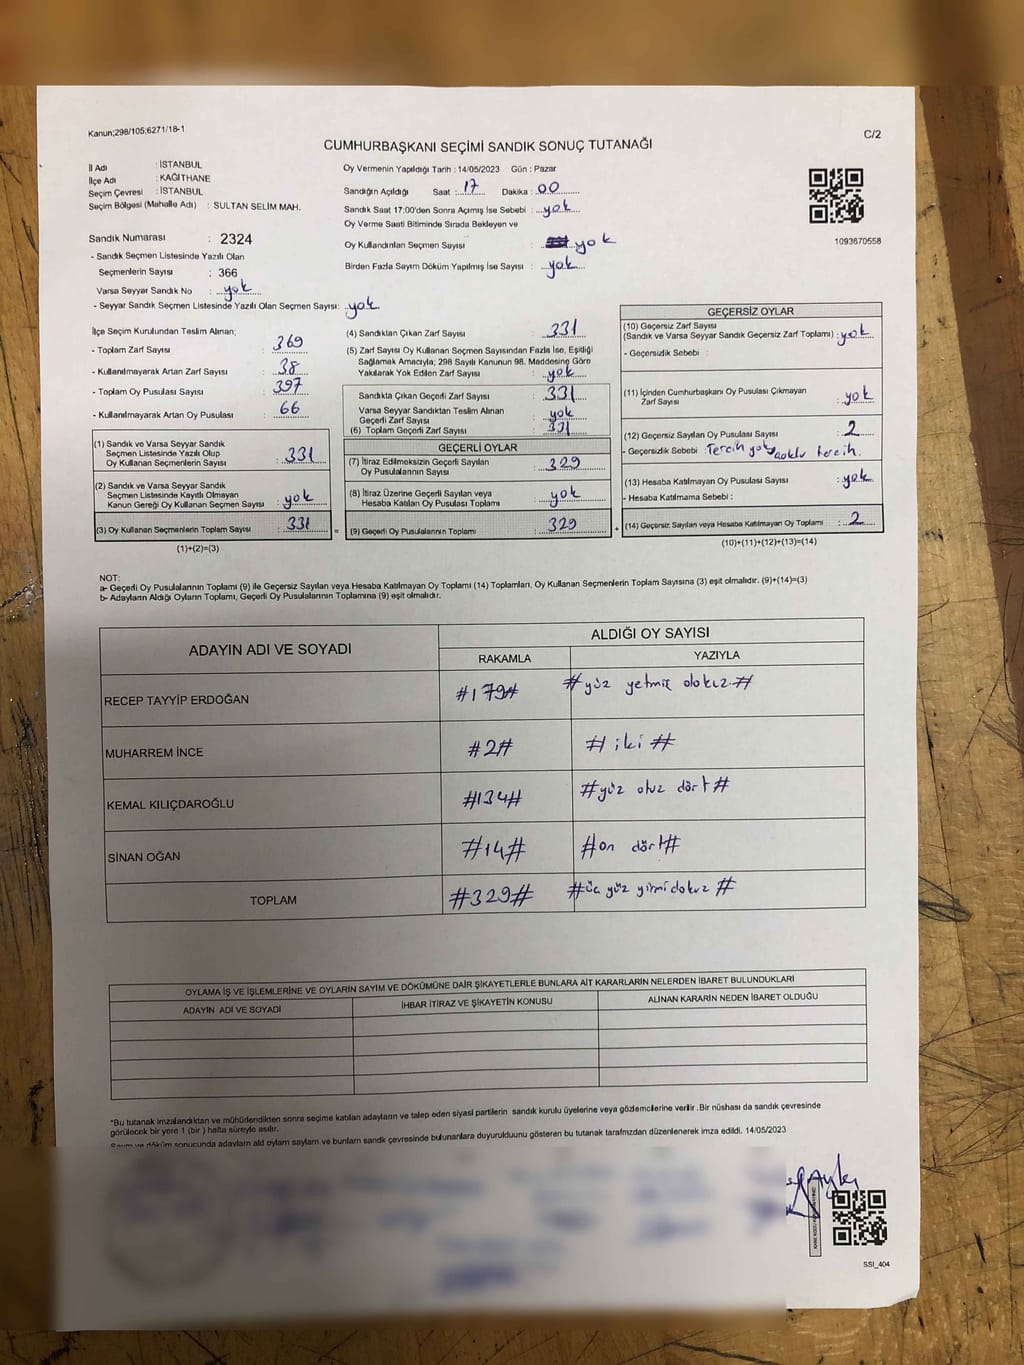 Kanun;298/105;6271/18-1
C/2
CUMHURBAŞKANI SEÇİMİ SANDIK SONUÇ TUTANAĞI
İl Adı : İSTANBUL
İlçe Adı : KAĞITHANE
Seçim Çevresi : İSTANBUL
Seçim Bölgesi (Mahalle Adı) : SULTAN SELİM MAH.
Sandık Numarası : 2324
- Sandık Seçmen Listesinde Yazılı Olan
Seçmenlerin Sayısı : 366
Varsa Seyyar Sandık No : yok
- Seyyar Sandık Seçmen Listesinde Yazılı Olan Seçmen Sayısı: yok
Oy Vermenin Yapıldığı Tarih : 14/05/2023 Gün : Pazar
Sandığın Açıldığı Saat : 17 Dakika : 00
Sandık Saat 17:00'den Sonra Açımış İse Sebebi : yok
Oy Verme Saati Bitiminde Sırada Bekleyen ve
Oy Kullandırılan Seçmen Sayısı : yok
Birden Fazla Sayım Döküm Yapılmış İse Sayısı : yok
1093670558
İlçe Seçim Kurulundan Teslim Alınan;
- Toplam Zarf Sayısı : 369
- Kullanılmayarak Artan Zarf Sayısı : 38
- Toplam Oy Pusulası Sayısı : 397
- Kullanılmayarak Artan Oy Pusulası : 66
(1) Sandık ve Varsa Seyyar Sandık
Seçmen Listesinde Yazılı Olup
Oy Kullanan Seçmenlerin Sayısı : 331
(2) Sandık ve Varsa Seyyar Sandık
Seçmen Listesinde Kayıtlı Olmayan
Kanun Gereği Oy Kullanan Seçmen Sayısı : yok
(3) Oy Kullanan Seçmenlerin Toplam Sayısı : 331
(1)+(2)=(3)
(4) Sandıktan Çıkan Zarf Sayısı : 331
(5) Zarf Sayısı Oy Kullanan Seçmen Sayısından Fazla İse, Eşitliği
Sağlamak Amacıyla; 298 Sayılı Kanunun 98. Maddesine Göre
Yakılarak Yok Edilen Zarf Sayısı : yok
Sandıkta Çıkan Geçerli Zarf Sayısı : 331
Varsa Seyyar Sandıktan Teslim Alınan
Geçerli Zarf Sayısı : yok
(6) Toplam Geçerli Zarf Sayısı : 331
GEÇERLİ OYLAR
(7) İtiraz Edilmeksizin Geçerli Sayılan
Oy Pusulalarının Sayısı : 329
(8) İtiraz Üzerine Geçerli Sayılan veya
Hesaba Katılan Oy Pusulaları Toplamı : yok
= (9) Geçerli Oy Pusulalarının Toplamı : 329
GEÇERSİZ OYLAR
(10) Geçersiz Zarf Sayısı
(Sandık ve Varsa Seyyar Sandık Geçersiz Zarf Toplamı) : yok
- Geçersidik Sebebi :
(11) İçinden Cumhurbaşkanı Oy Pusulası Çıkmayan
Zarf Sayısı : yok
(12) Geçersiz Sayılan Oy Pusulası Sayısı : 2
- Geçersidik Sebebi : Tercih yok, çoklu tercih.
(13) Hesaba Katılmayan Oy Pusulası Sayısı : yok
- Hesaba Katılmama Sebebi :
+ (14) Geçersiz Sayılan veya Hesaba Katılmayan Oy Toplamı : 2
(10)+(11)+(12)+(13)=(14)
NOT:
a- Geçerli Oy Pusulalarının Toplamı (9) ile Geçersiz Sayılan veya Hesaba Katılmayan Oy Toplamı (14) Toplamları, Oy Kullanan Seçmenlerin Toplam Sayısına (3) eşit olmalıdır. (9)+(14)=(3)
b- Adayların Aldığı Oyların Toplamı, Geçerli Oy Pusulalarının Toplamına (9) eşit olmalıdır.
ADAYIN ADI VE SOYADI
ALDIĞI OY SAYISI
RAKAMLA YAZIYLA
RECEP TAYYİP ERDOĞAN #179# #yüz yetmiş dokuz#
MUHARREM İNCE #2# #iki#
KEMAL KILIÇDAROĞLU #134# #yüz otuz dört#
SİNAN OĞAN #14# #on dört#
TOPLAM #329# #üç yüz yirmi dokuz#
OYLAMA İŞ VE İŞLEMLERİNE VE OYLARIN SAYIM VE DÖKÜMÜNE DAİR ŞİKAYETLERLE BUNLARA AİT KARARLARIN NELERDEN İBARET BULUNDUKLARI
ADAYIN ADI VE SOYADI İHBAR İTİRAZ VE ŞİKAYETİN KONUSU ALINAN KARARIN NEDEN İBARET OLDUĞU
*Bu tutanak imzalandıktan ve mühürlendikten sonra seçime katılan adayların ve talep eden siyasi partilerin sandık kurulu üyelerine veya gözlemcilerine verilir .Bir nüshası da sandık çevresinde
görülecek bir yere 1 (bir ) hafta süreyle asılır.
Sayım ve döküm sonucunda adayların aldı oyların sayıların ve bunların sandık çevresinde bulunanlara duyurulduunu gösteren bu tutanak tarafımzdan düzenlenerek imza edildi. 14/05/2023
SSI_404